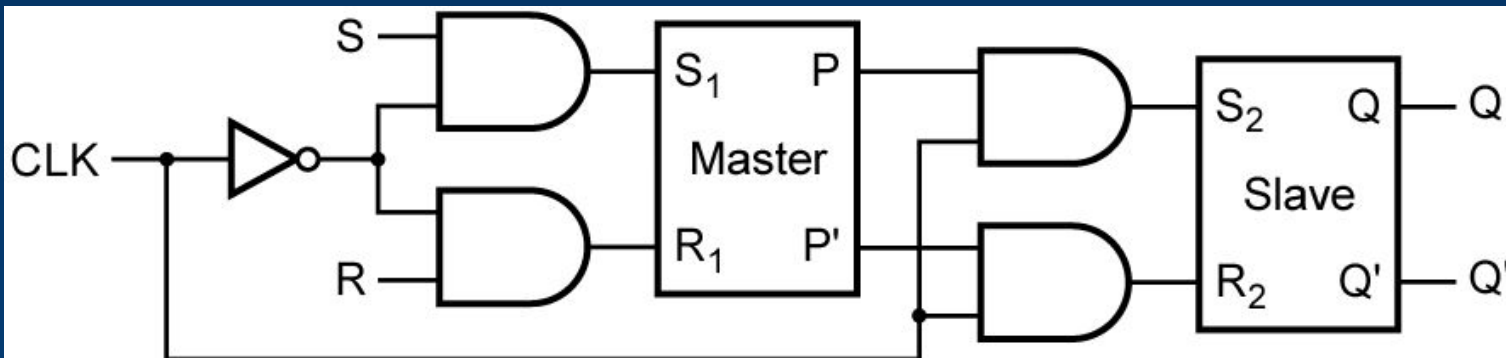 S
CLK
R
S₁ P
Master
R₁ P'
S₂ Q
Slave
R₂ Q'
Q
Q'